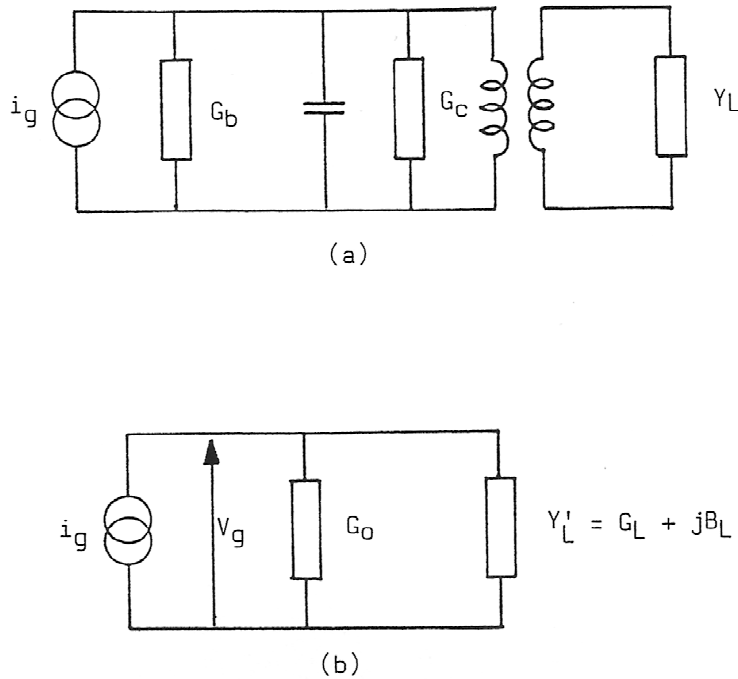 i_g
G_b
G_c
Y_L
(a)
i_g
V_g
G_o
Y'_L = G_L + jB_L
(b)